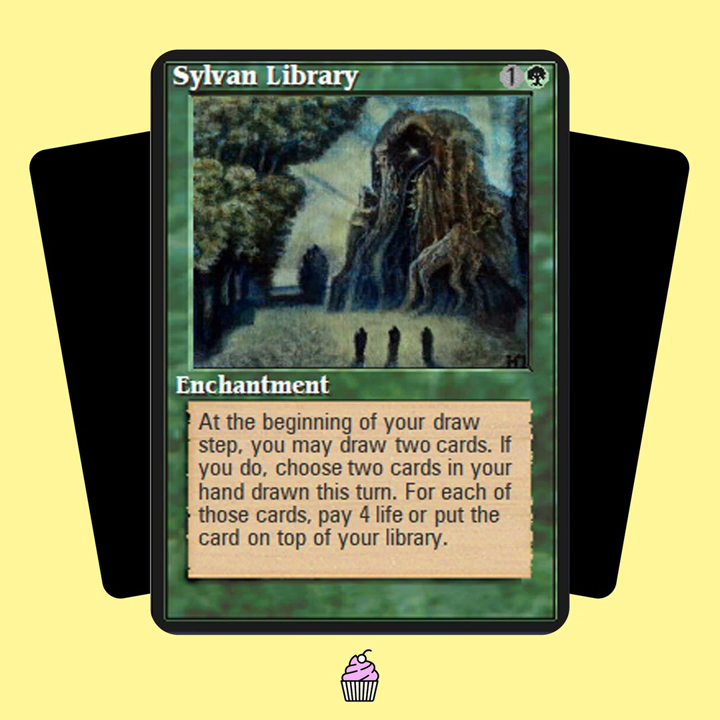 Sylvan Library 1
Enchantment
At the beginning of your draw
step, you may draw two cards. If
you do, choose two cards in your
hand drawn this turn. For each of
those cards, pay 4 life or put the
card on top of your library.